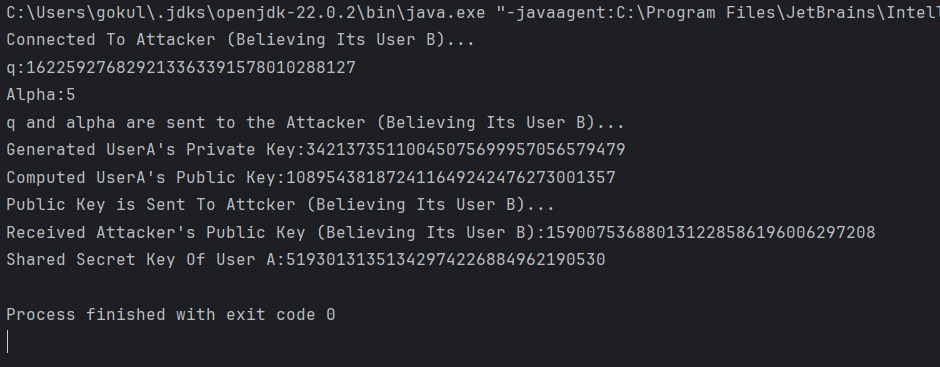 C:\Users\gokul\.jdks\openjdk-22.0.2\bin\java.exe "-javaagent:C:\Program Files\JetBrains\Intell
Connected To Attacker (Believing Its User B)...
q:162259276829213363391578010288127
Alpha:5
q and alpha are sent to the Attacker (Believing Its User B)...
Generated UserA's Private Key:34213735110045075699957056579479
Computed UserA's Public Key:108954381872411649242476273001357
Public Key is Sent To Attcker (Believing Its User B)...
Received Attacker's Public Key (Believing Its User B):159007536880131228586196006297208
Shared Secret Key Of User A:51930131351342974226884962190530
Process finished with exit code 0